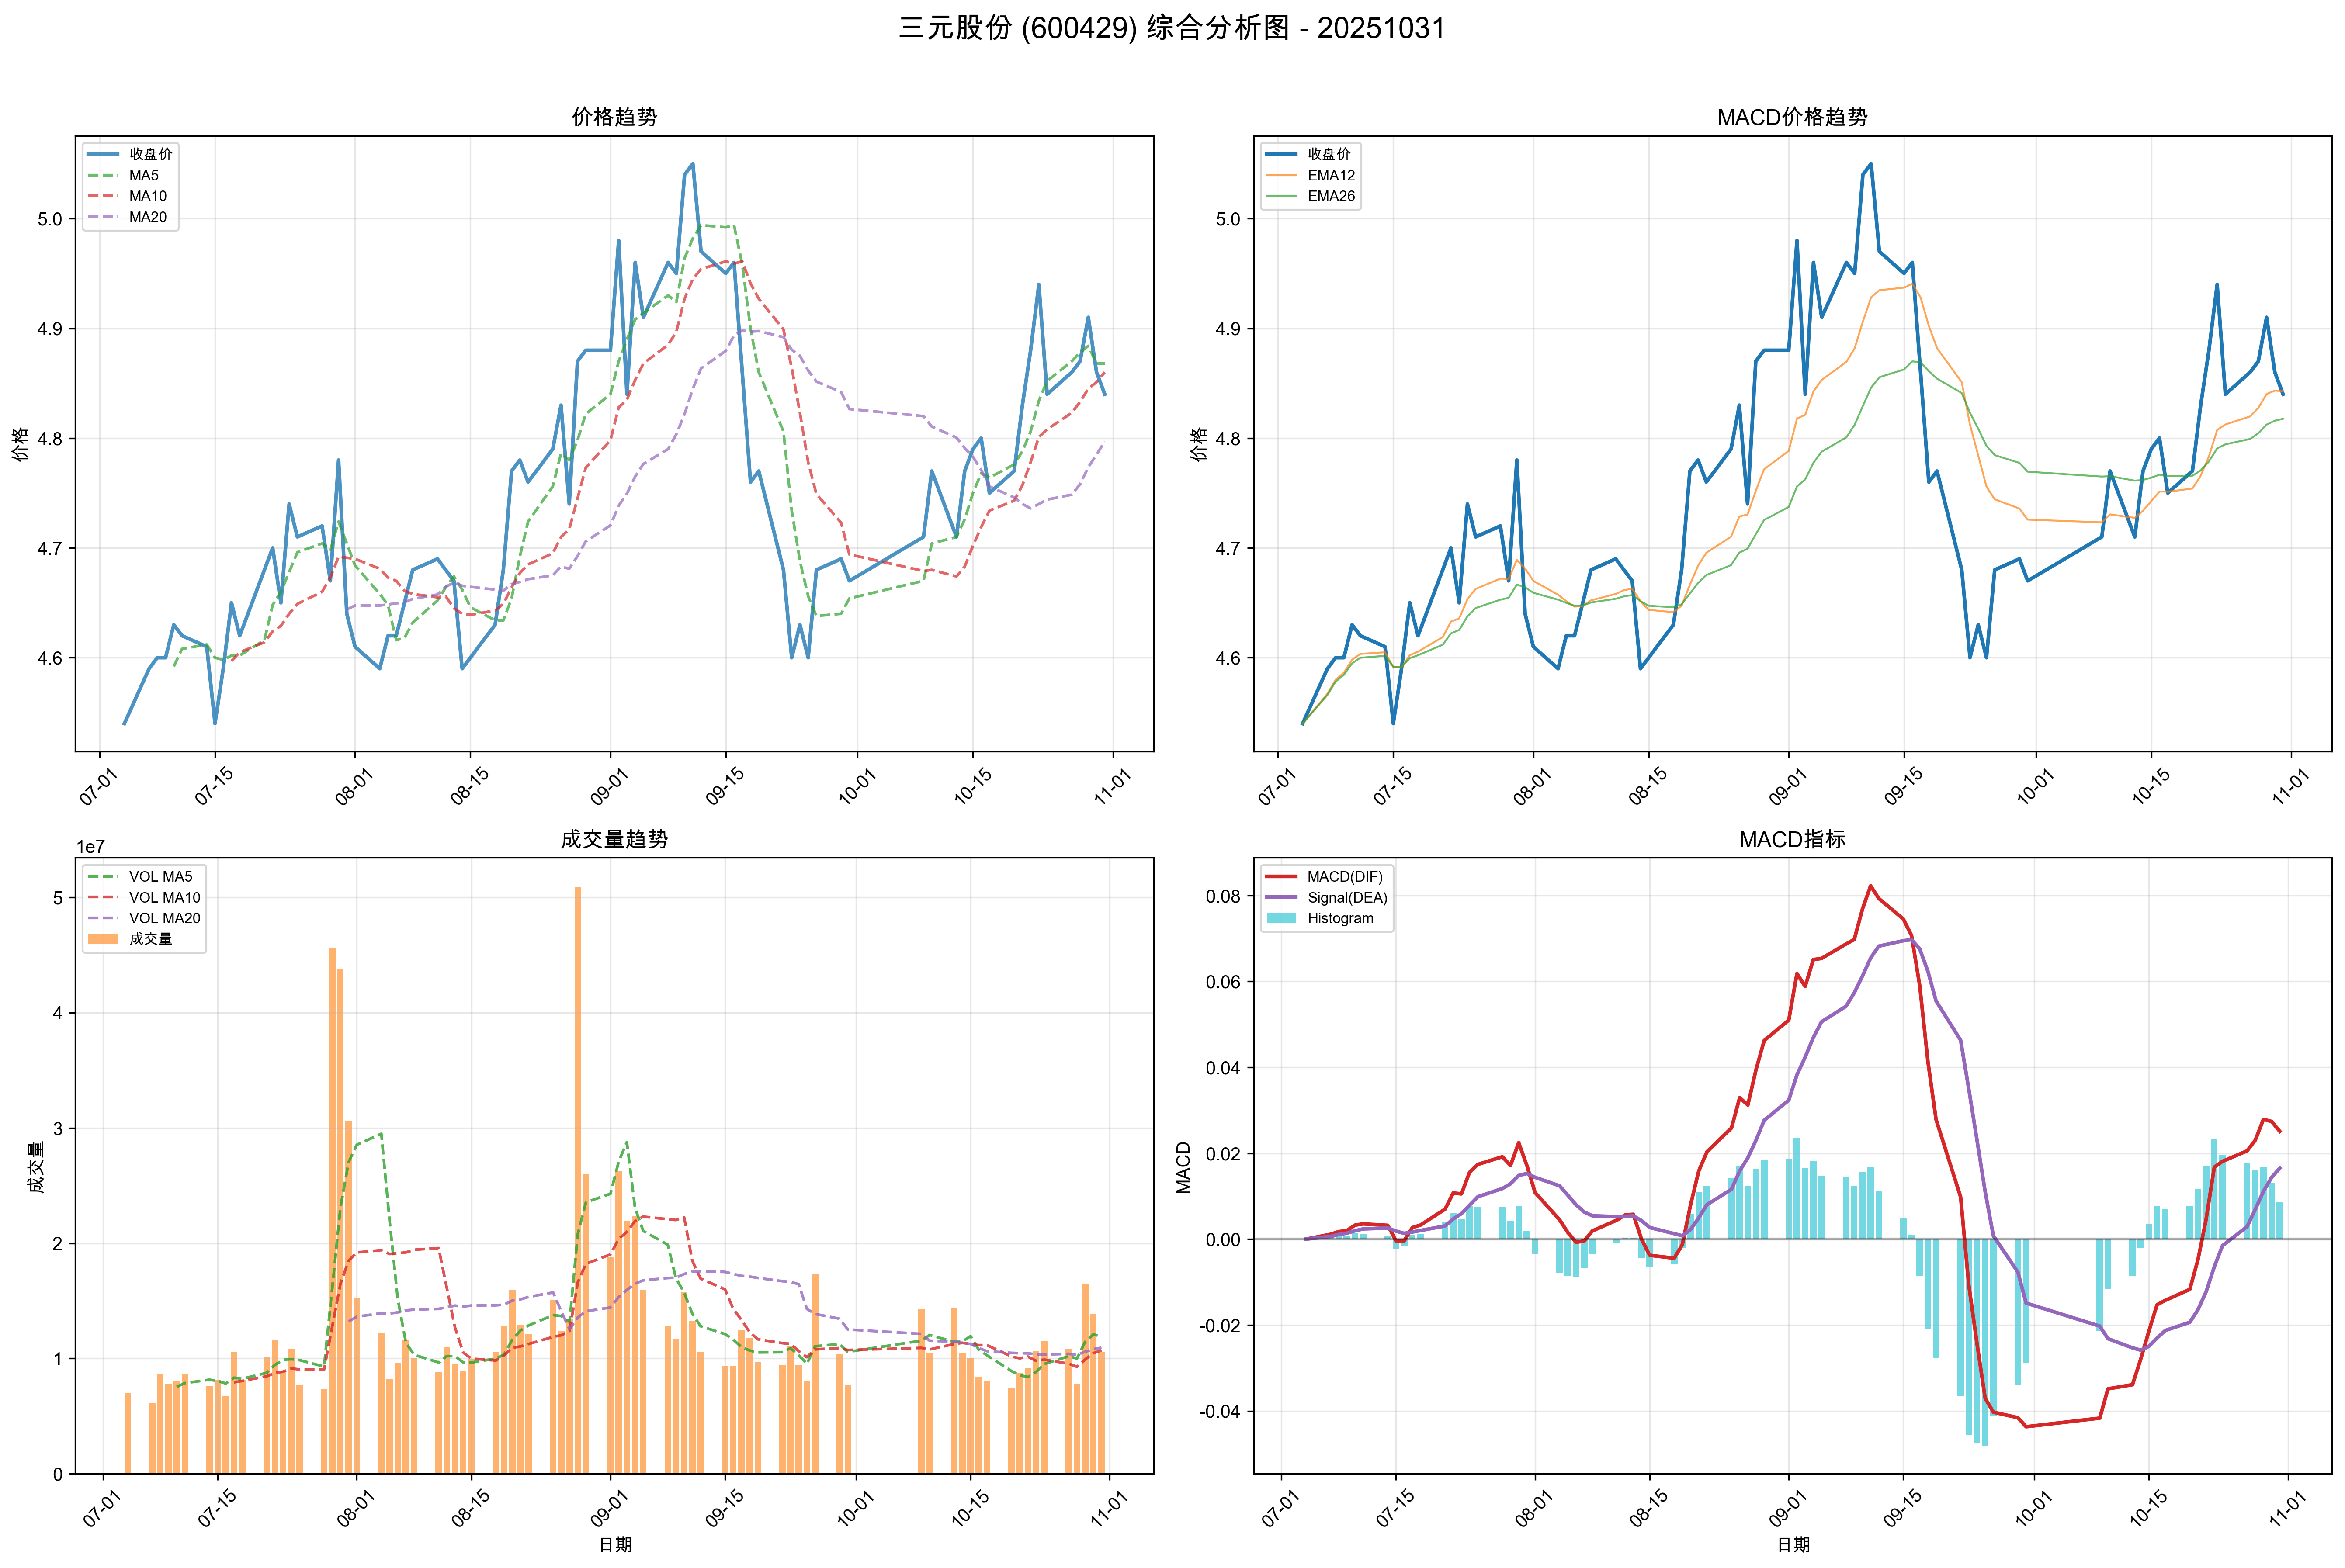 三元股份 (600429) 综合分析图 - 20251031
价格趋势
收盘价
MA5
MA10
MA20
价格
5.0
4.9
4.8
4.7
4.6
07-01
07-15
08-01
08-15
09-01
09-15
10-01
10-15
11-01
MACD价格趋势
收盘价
EMA12
EMA26
价格
5.0
4.9
4.8
4.7
4.6
07-01
07-15
08-01
08-15
09-01
09-15
10-01
10-15
11-01
成交量趋势
1e7
VOL MA5
VOL MA10
VOL MA20
成交量
成交量
5
4
3
2
1
0
07-01
07-15
08-01
08-15
09-01
09-15
10-01
10-15
11-01
日期
MACD指标
MACD(DIF)
Signal(DEA)
Histogram
MACD
0.08
0.06
0.04
0.02
0.00
-0.02
-0.04
07-01
07-15
08-01
08-15
09-01
09-15
10-01
10-15
11-01
日期